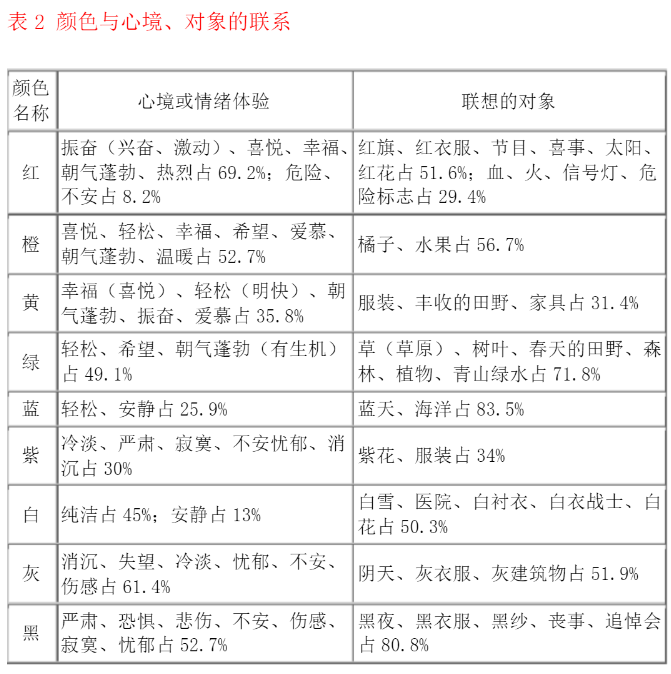 表 2 颜色与心境、对象的联系
颜色
名称
心境或情绪体验
联想的对象
红
振奋（兴奋、激动）、喜悦、幸福、
朝气蓬勃、热烈占 69.2%；危险、
不安占 8.2%
红旗、红衣服、节目、喜事、太阳、
红花占 51.6%；血、火、信号灯、危
险标志占 29.4%
橙
喜悦、轻松、幸福、希望、爱慕、
朝气蓬勃、温暖占 52.7%
橘子、水果占 56.7%
黄
幸福（喜悦）、轻松（明快）、朝
气蓬勃、振奋、爱慕占 35.8%
服装、丰收的田野、家具占 31.4%
绿
轻松、希望、朝气蓬勃（有生机）
占 49.1%
草（草原）、树叶、春天的田野、森
林、植物、青山绿水占 71.8%
蓝
轻松、安静占 25.9%
蓝天、海洋占 83.5%
紫
冷淡、严肃、寂寞、不安忧郁、消
沉占 30%
紫花、服装占 34%
白
纯洁占 45%；安静占 13%
白雪、医院、白衬衣、白衣战士、白
花占 50.3%
灰
消沉、失望、冷淡、忧郁、不安、
伤感占 61.4%
阴天、灰衣服、灰建筑物占 51.9%
黑
严肃、恐惧、悲伤、不安、伤感、
寂寞、忧郁占 52.7%
黑夜、黑衣服、黑纱、丧事、追悼会
占 80.8%